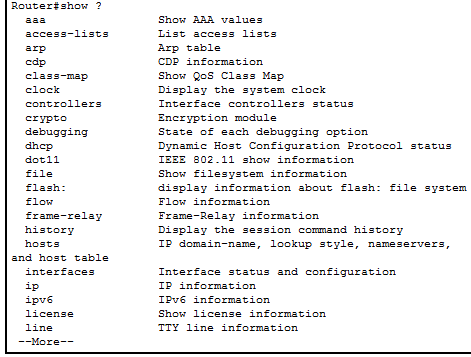 Router#show ?
aaa Show AAA values
access-lists List access lists
arp Arp table
cdp CDP information
class-map Show QoS Class Map
clock Display the system clock
controllers Interface controllers status
crypto Encryption module
debugging State of each debugging option
dhcp Dynamic Host Configuration Protocol status
dot11 IEEE 802.11 show information
file Show filesystem information
flash: display information about flash: file system
flow Flow information
frame-relay Frame-Relay information
history Display the session command history
hosts IP domain-name, lookup style, nameservers,
and host table
interfaces Interface status and configuration
ip IP information
ipv6 IPv6 information
license Show license information
line TTY line information
--More--